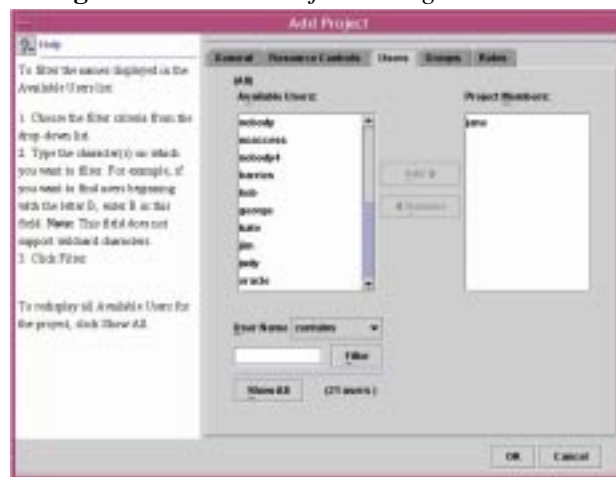 Add Project
Help
To filter the names displayed in the
Available Users list:
1. Choose the filter criteria from the
drop-down list.
2. Type the character(s) on which
you want to filter. For example, if
you want to find users beginning
with the letter B, enter B in this
field. Note: This field does not
support wildcard characters.
3. Click Filter.
To redisplay all Available Users for
the project, click Show All.
General Resource Controls Users Groups Roles
Available Users:
Project Members:
nobody
noaccess
nobody4
barries
bob
george
kate
jim
judy
oracle
Add
Remove
User Name contains
Filter
Show All (21 users)
OK Cancel